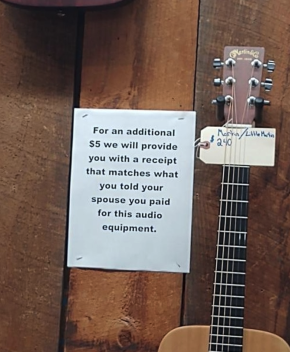 Martin & Co
For an additional
$5 we will provide
you with a receipt
that matches what
you told your
spouse you paid
for this audio
equipment.
Martin/Little Martin
$240